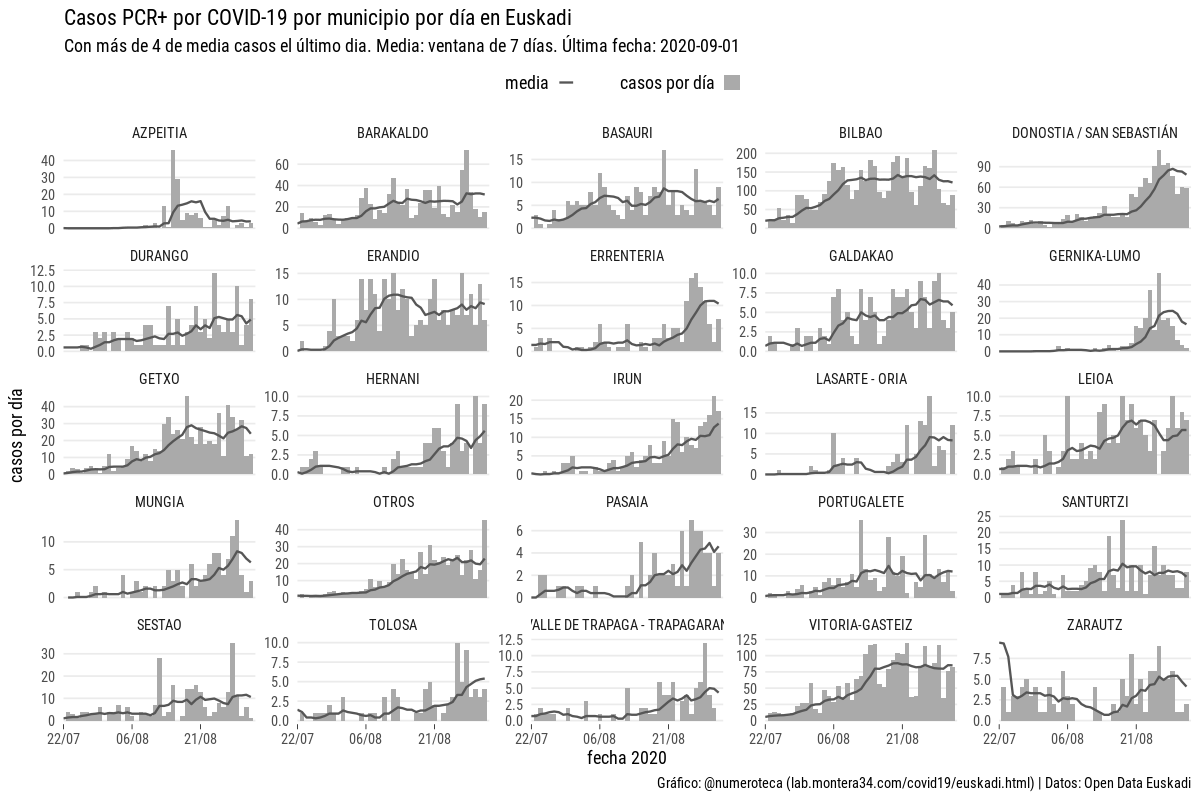 Casos PCR+ por COVID-19 por municipio por día en Euskadi
Con más de 4 de media casos el último dia. Media: ventana de 7 días. Última fecha: 2020-09-01
media casos por día
AZPEITIA BARAKALDO BASAURI BILBAO DONOSTIA / SAN SEBASTIÁN
40 30 20 10 0
60 40 20 0
15 10 5 0
200 150 100 50 0
90 60 30 0
DURANGO ERANDIO ERRENTERIA GALDAKAO GERNIKA-LUMO
12.5 10.0 7.5 5.0 2.5 0.0
15 10 5 0
15 10 5 0
10.0 7.5 5.0 2.5 0.0
40 30 20 10 0
casos por día
GETXO HERNANI IRUN LASARTE - ORIA LEIOA
40 30 20 10 0
10.0 7.5 5.0 2.5 0.0
20 15 10 5 0
15 10 5 0
10.0 7.5 5.0 2.5 0.0
MUNGIA OTROS PASAIA PORTUGALETE SANTURTZI
10 5 0
40 30 20 10 0
6 4 2 0
30 20 10 0
25 20 15 10 5 0
SESTAO TOLOSA 'ALLE DE TRAPAGA - TRAPAGARAN VITORIA-GASTEIZ ZARAUTZ
30 20 10 0
10.0 7.5 5.0 2.5 0.0
12.5 10.0 7.5 5.0 2.5 0.0
125 100 75 50 25 0
7.5 5.0 2.5 0.0
22/07 06/08 21/08 22/07 06/08 21/08 22/07 06/08 21/08 22/07 06/08 21/08 22/07 06/08 21/08
fecha 2020
Gráfico: @numeroteca (lab.montera34.com/covid19/euskadi.html) | Datos: Open Data Euskadi